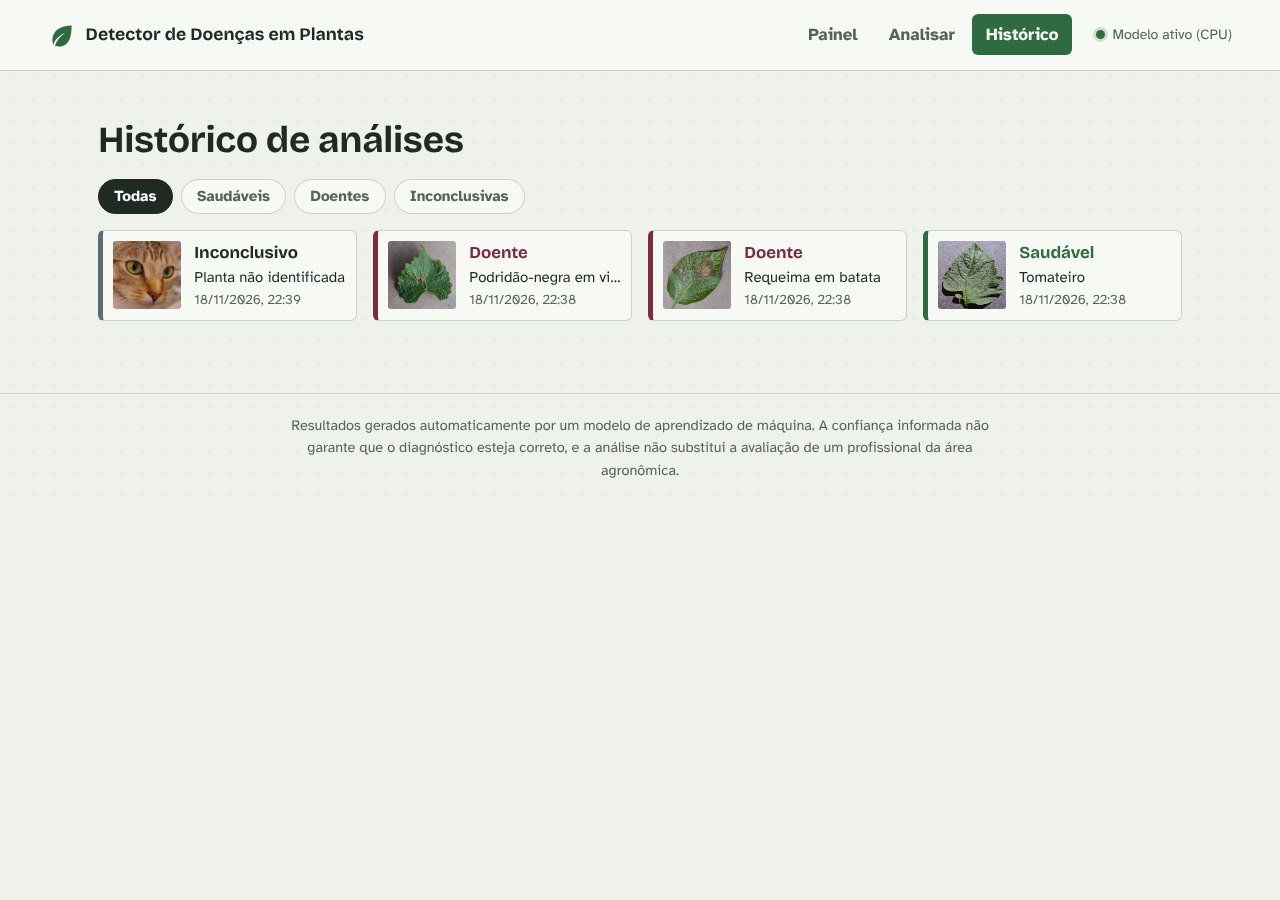 Detector de Doenças em Plantas
Painel
Analisar
Histórico
Modelo ativo (CPU)
Histórico de análises
Todas
Saudáveis
Doentes
Inconclusivas
Inconclusivo
Planta não identificada
18/11/2026, 22:39
Doente
Podridão-negra em vi...
18/11/2026, 22:38
Doente
Requeima em batata
18/11/2026, 22:38
Saudável
Tomateiro
18/11/2026, 22:38
Resultados gerados automaticamente por um modelo de aprendizado de máquina. A confiança informada não
garante que o diagnóstico esteja correto, e a análise não substitui a avaliação de um profissional da área
agronômica.